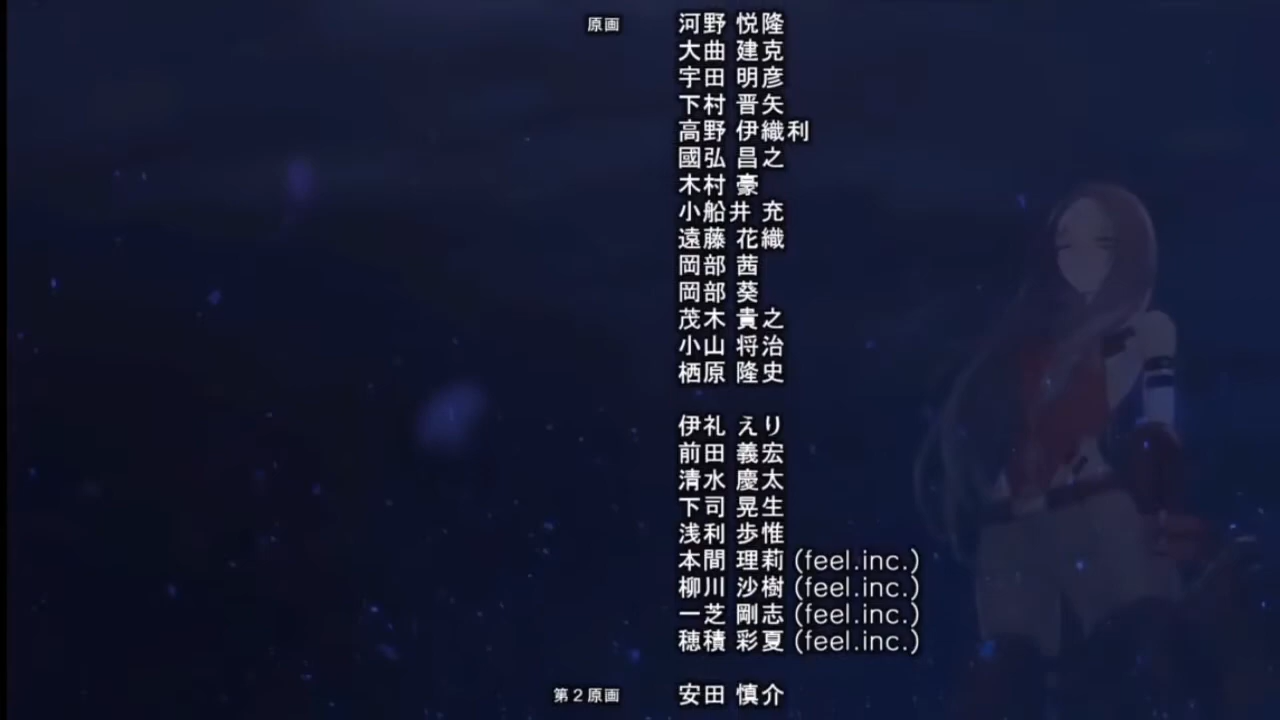 原画 河野 悦隆
大曲 建克
宇田 明彦
下村 晋矢
高野 伊織利
國弘 昌之
木村 豪
小船井 充
遠藤 花織
岡部 茜
岡部 葵
茂木 貴之
小山 将治
栖原 隆史
伊礼 えり
前田 義宏
清水 慶太
下司 晃生
浅利 歩惟
本間 理莉 (feel.inc.)
柳川 沙樹 (feel.inc.)
一芝 剛志 (feel.inc.)
穂積 彩夏 (feel.inc.)
第２原画 安田 慎介